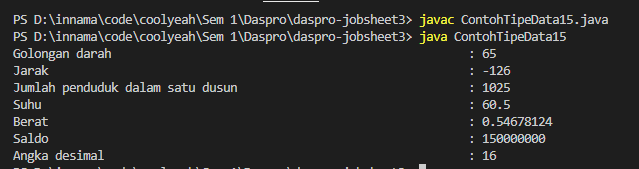 PS D:\innama\code\coolyeah\Sem 1\Daspro\daspro-jobsheet3> javac ContohTipeData15.java
PS D:\innama\code\coolyeah\Sem 1\Daspro\daspro-jobsheet3> java ContohTipeData15
Golongan darah : 65
Jarak : -126
Jumlah penduduk dalam satu dusun : 1025
Suhu : 60.5
Berat : 0.54678124
Saldo : 150000000
Angka desimal : 16